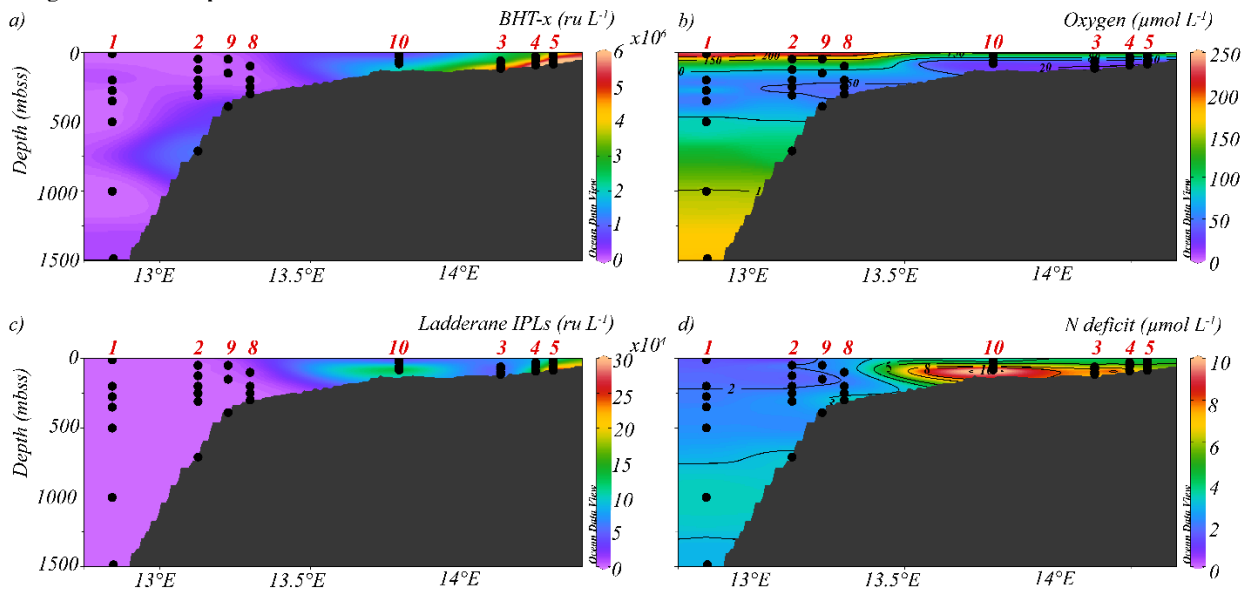 a) BHT-x (ru L⁻¹)
b) Oxygen (µmol L⁻¹)
1 2 9 8 10 3 4 5
x10⁶
1 2 9 8 10 3 4 5
0
500
1000
1500
Depth (mbss)
13°E 13.5°E 14°E
6
5
4
3
2
1
0
Ocean Data View
150 200
50
20
13°E 13.5°E 14°E
250
200
150
100
50
0
Ocean Data View
c) Ladderane IPLs (ru L⁻¹)
d) N deficit (µmol L⁻¹)
1 2 9 8 10 3 4 5
x10⁴
1 2 9 8 10 3 4 5
0
500
1000
1500
Depth (mbss)
13°E 13.5°E 14°E
30
25
20
15
10
5
0
Ocean Data View
2
5
5
8
13°E 13.5°E 14°E
10
8
6
4
2
0
Ocean Data View